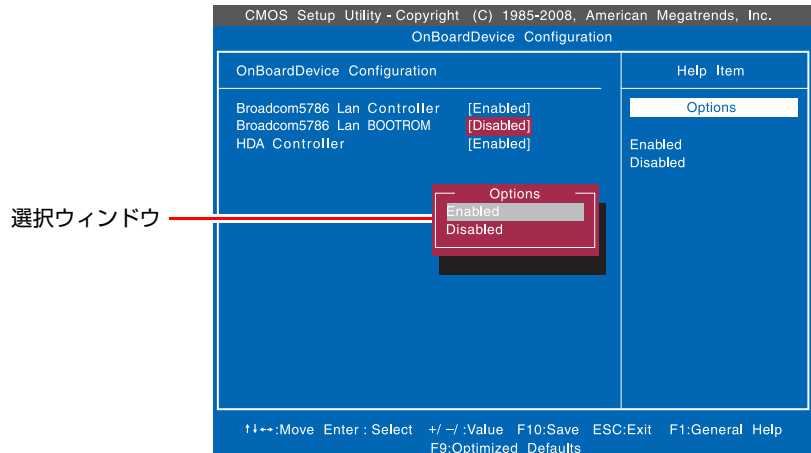 CMOS Setup Utility - Copyright (C) 1985-2008, American Megatrends, Inc.
OnBoardDevice Configuration
OnBoardDevice Configuration
Broadcom5786 Lan Controller [Enabled]
Broadcom5786 Lan BOOTROM [Disabled]
HDA Controller [Enabled]
Help Item
Options
Enabled
Disabled
選択ウィンドウ
Options
Enabled
Disabled
↑↓↔:Move Enter : Select +/ –/ :Value F10:Save ESC:Exit F1:General Help
F9:Optimized Defaults